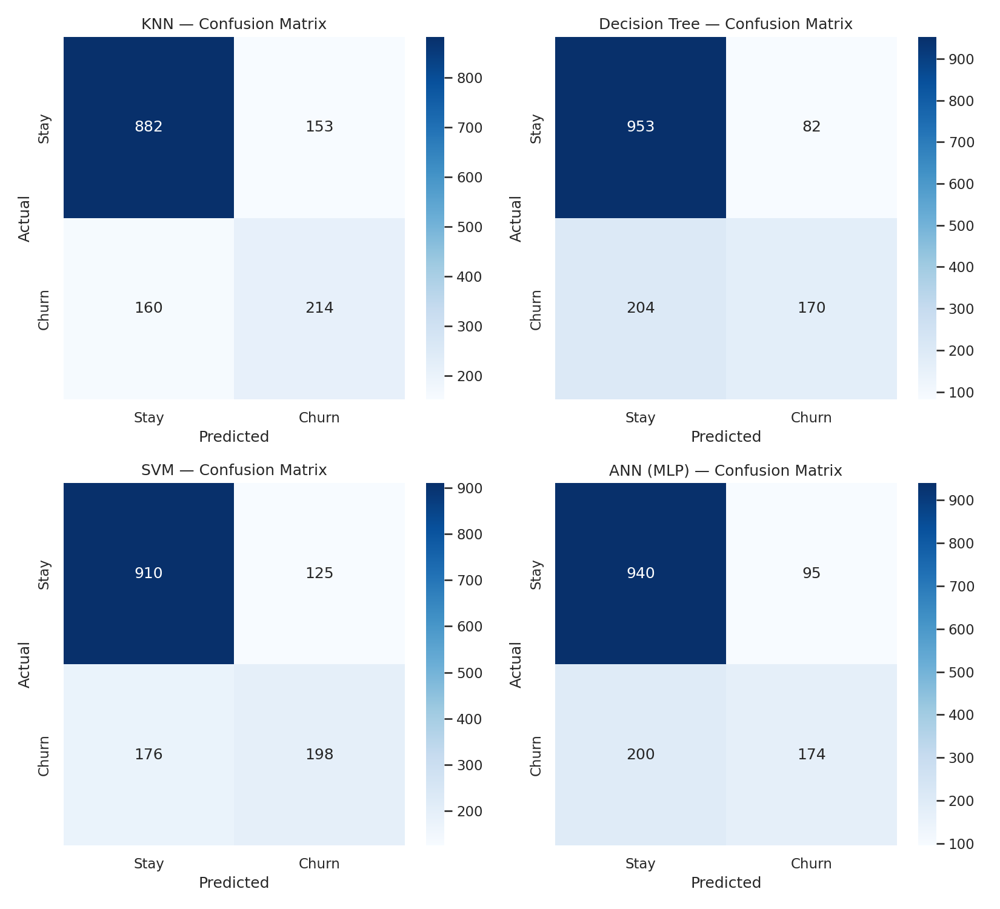 KNN — Confusion Matrix
Stay
882
153
800
700
600
500
400
300
200
Actual
Churn
160
214
Stay
Churn
Predicted
Decision Tree — Confusion Matrix
Stay
953
82
900
800
700
600
500
400
300
200
100
Actual
Churn
204
170
Stay
Churn
Predicted
SVM — Confusion Matrix
Stay
910
125
900
800
700
600
500
400
300
200
Actual
Churn
176
198
Stay
Churn
Predicted
ANN (MLP) — Confusion Matrix
Stay
940
95
900
800
700
600
500
400
300
200
100
Actual
Churn
200
174
Stay
Churn
Predicted